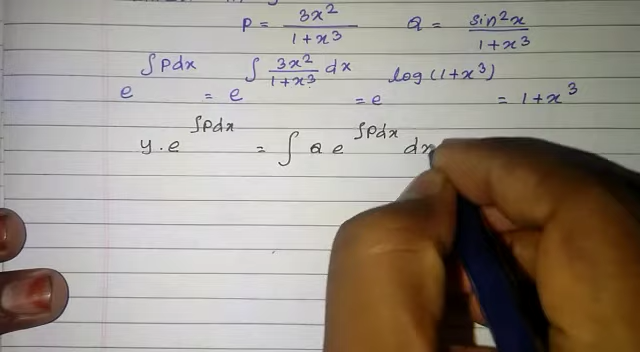 P = 3x²/1+x³ Q = sin²x/1+x³
e^∫Pdx = e^∫ 3x²/1+x³ dx = e^log(1+x³) = 1+x³
y.e^∫Pdx = ∫ Q e^∫Pdx dx